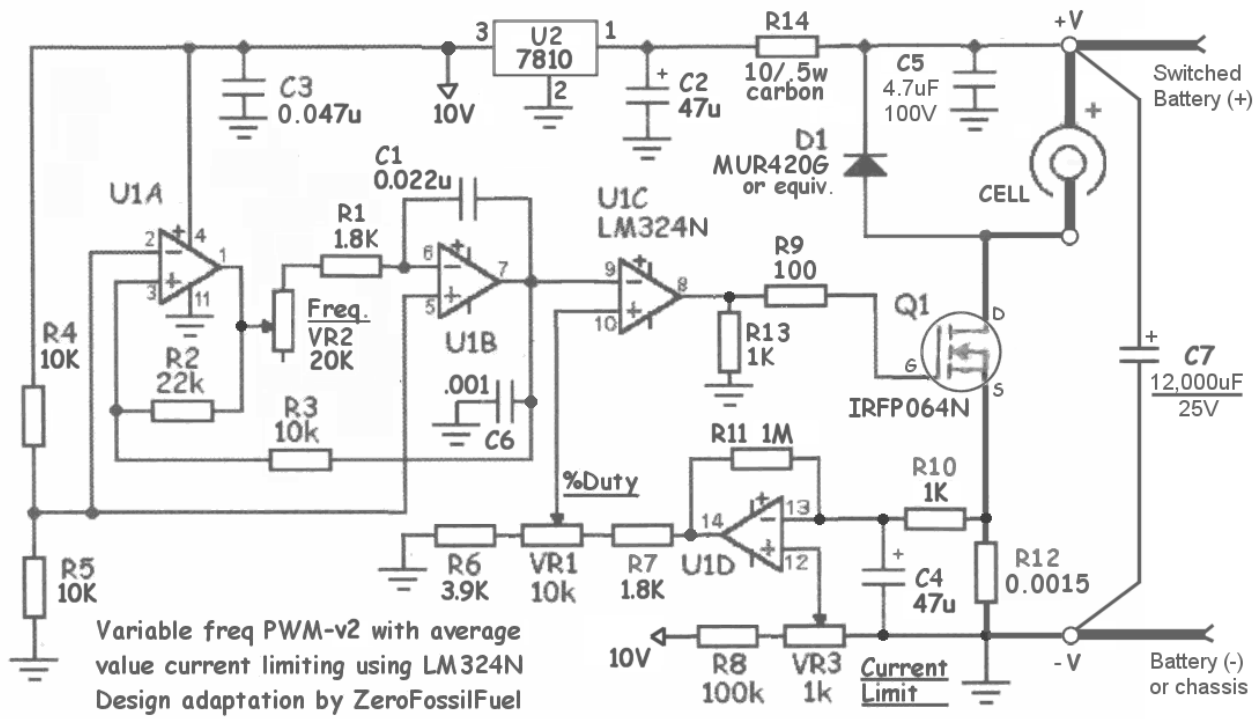 R14
10/.5w
carbon
3
U2
7810
1
2
+V
Switched
Battery (+)
C3
0.047u
10V
+
C2
47u
C5
4.7uF
100V
+
D1
MUR420G
or equiv.
CELL
+
U1A
2
4
1
3
11
+
-
+
R1
1.8K
C1
0.022u
Freq.
VR2
20K
6
7
5
+
-
+
U1B
U1C
LM324N
9
8
10
+
-
+
R9
100
R13
1K
Q1
D
G
S
IRFP064N
+
C7
12,000uF
25V
R4
10K
R2
22k
R3
10k
.001
C6
%Duty
R11 1M
R10
1K
14
13
12
+
-
+
U1D
R6
3.9K
VR1
10k
R7
1.8K
+
C4
47u
R12
0.0015
R5
10K
10V
R8
100k
VR3
1k
Current
Limit
-V
Battery (-)
or chassis
Variable freq PWM-v2 with average
value current limiting using LM324N
Design adaptation by ZeroFossilFuel